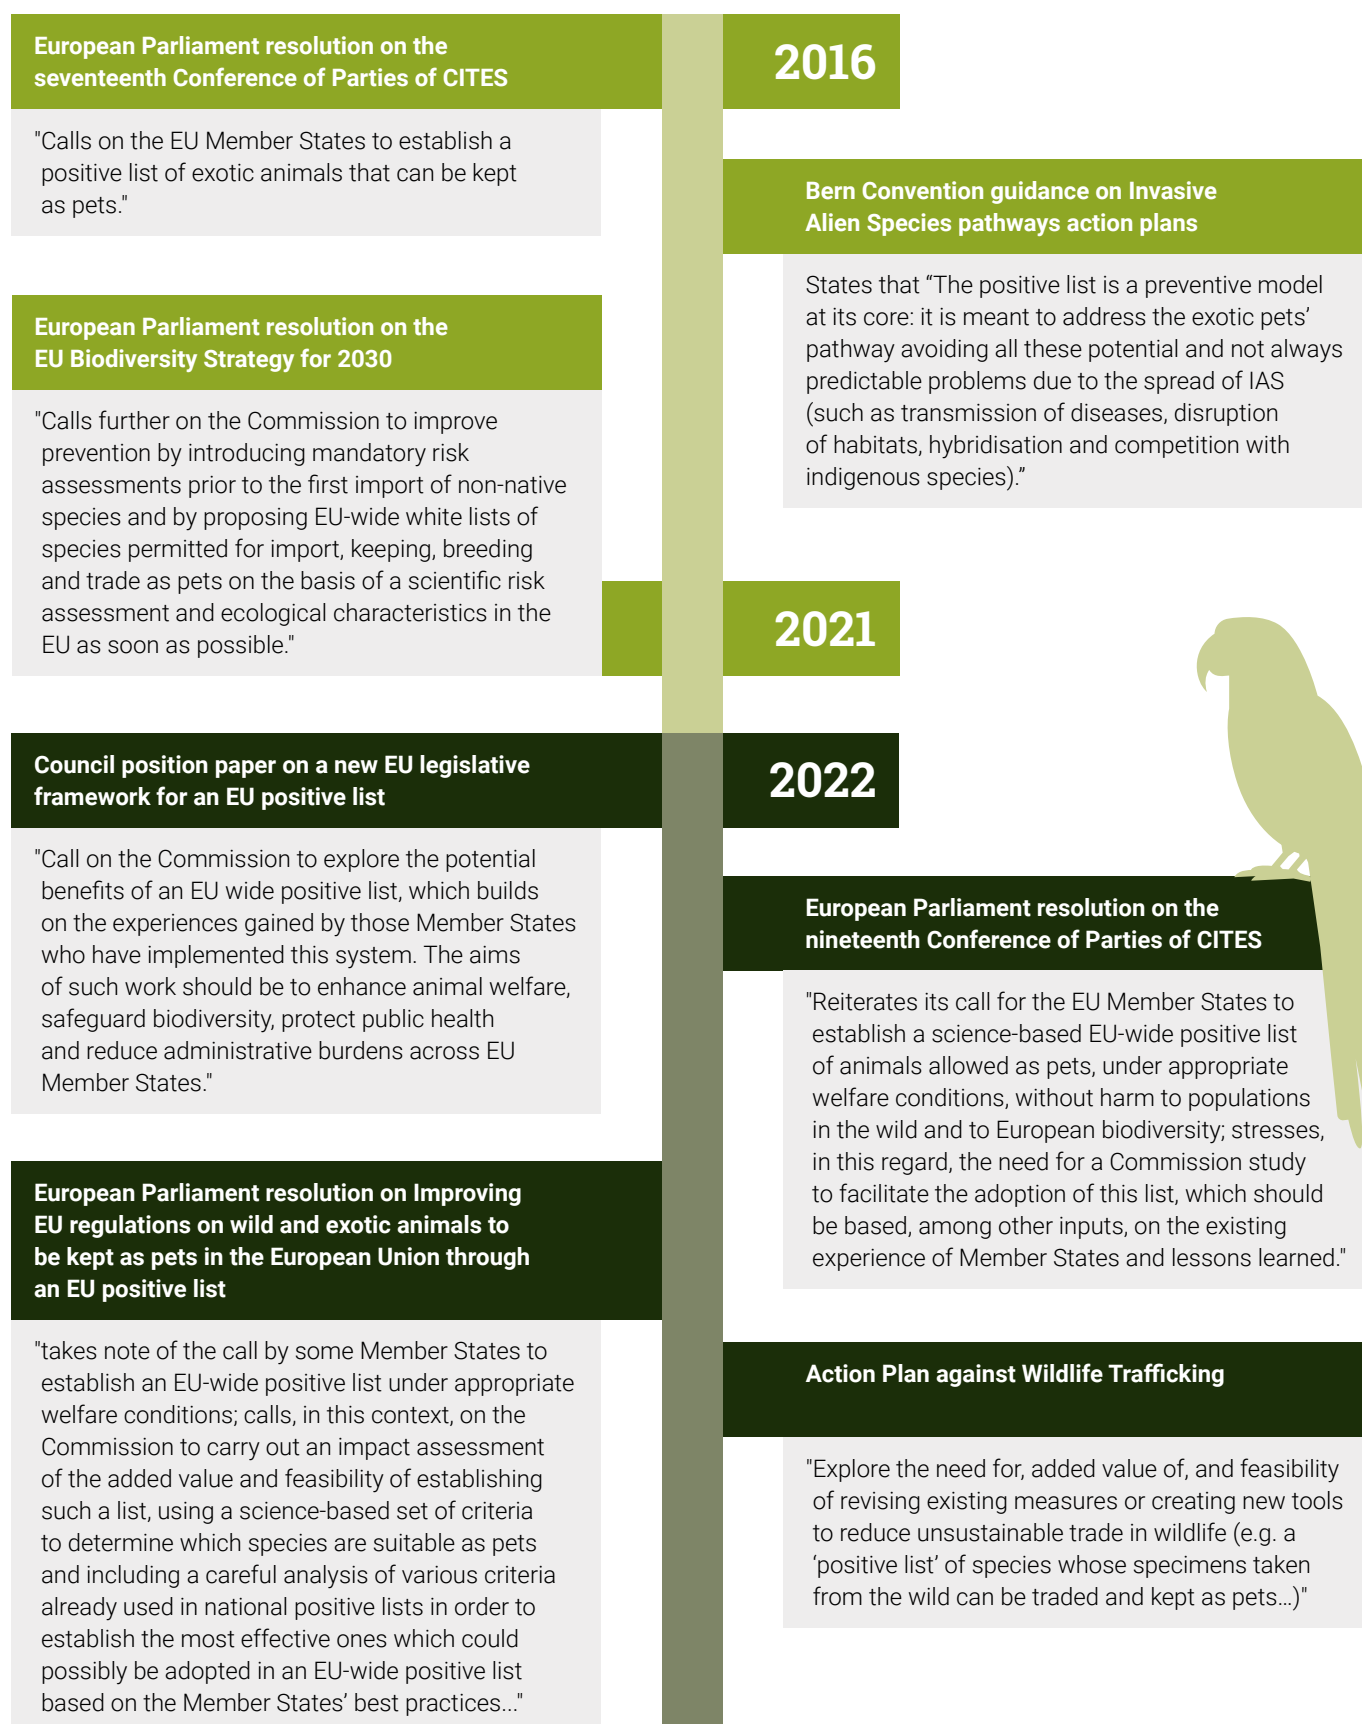 European Parliament resolution on the
seventeenth Conference of Parties of CITES
2016
"Calls on the EU Member States to establish a
positive list of exotic animals that can be kept
as pets."
Bern Convention guidance on Invasive
Alien Species pathways action plans
States that “The positive list is a preventive model
at its core: it is meant to address the exotic pets’
pathway avoiding all these potential and not always
predictable problems due to the spread of IAS
(such as transmission of diseases, disruption
of habitats, hybridisation and competition with
indigenous species).”
European Parliament resolution on the
EU Biodiversity Strategy for 2030
"Calls further on the Commission to improve
prevention by introducing mandatory risk
assessments prior to the first import of non-native
species and by proposing EU-wide white lists of
species permitted for import, keeping, breeding
and trade as pets on the basis of a scientific risk
assessment and ecological characteristics in the
EU as soon as possible."
2021
Council position paper on a new EU legislative
framework for an EU positive list
2022
"Call on the Commission to explore the potential
benefits of an EU wide positive list, which builds
on the experiences gained by those Member States
who have implemented this system. The aims
of such work should be to enhance animal welfare,
safeguard biodiversity, protect public health
and reduce administrative burdens across EU
Member States."
European Parliament resolution on the
nineteenth Conference of Parties of CITES
"Reiterates its call for the EU Member States to
establish a science-based EU-wide positive list
of animals allowed as pets, under appropriate
welfare conditions, without harm to populations
in the wild and to European biodiversity; stresses,
in this regard, the need for a Commission study
to facilitate the adoption of this list, which should
be based, among other inputs, on the existing
experience of Member States and lessons learned."
European Parliament resolution on Improving
EU regulations on wild and exotic animals to
be kept as pets in the European Union through
an EU positive list
"takes note of the call by some Member States to
establish an EU-wide positive list under appropriate
welfare conditions; calls, in this context, on the
Commission to carry out an impact assessment
of the added value and feasibility of establishing
such a list, using a science-based set of criteria
to determine which species are suitable as pets
and including a careful analysis of various criteria
already used in national positive lists in order to
establish the most effective ones which could
possibly be adopted in an EU-wide positive list
based on the Member States’ best practices..."
Action Plan against Wildlife Trafficking
"Explore the need for, added value of, and feasibility
of revising existing measures or creating new tools
to reduce unsustainable trade in wildlife (e.g. a
‘positive list’ of species whose specimens taken
from the wild can be traded and kept as pets…)"